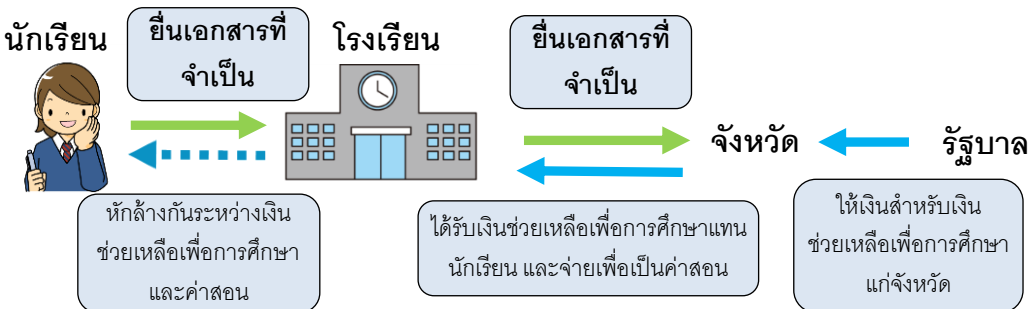 นักเรียน
ยื่นเอกสารที่
จำเป็น
โรงเรียน
ยื่นเอกสารที่
จำเป็น
จังหวัด
รัฐบาล
หักล้างกันระหว่างเงิน
ช่วยเหลือเพื่อการศึกษา
และค่าสอน
ได้รับเงินช่วยเหลือเพื่อการศึกษาแทน
นักเรียน และจ่ายเพื่อเป็นค่าสอน
ให้เงินสำหรับเงิน
ช่วยเหลือเพื่อการศึกษา
แก่จังหวัด